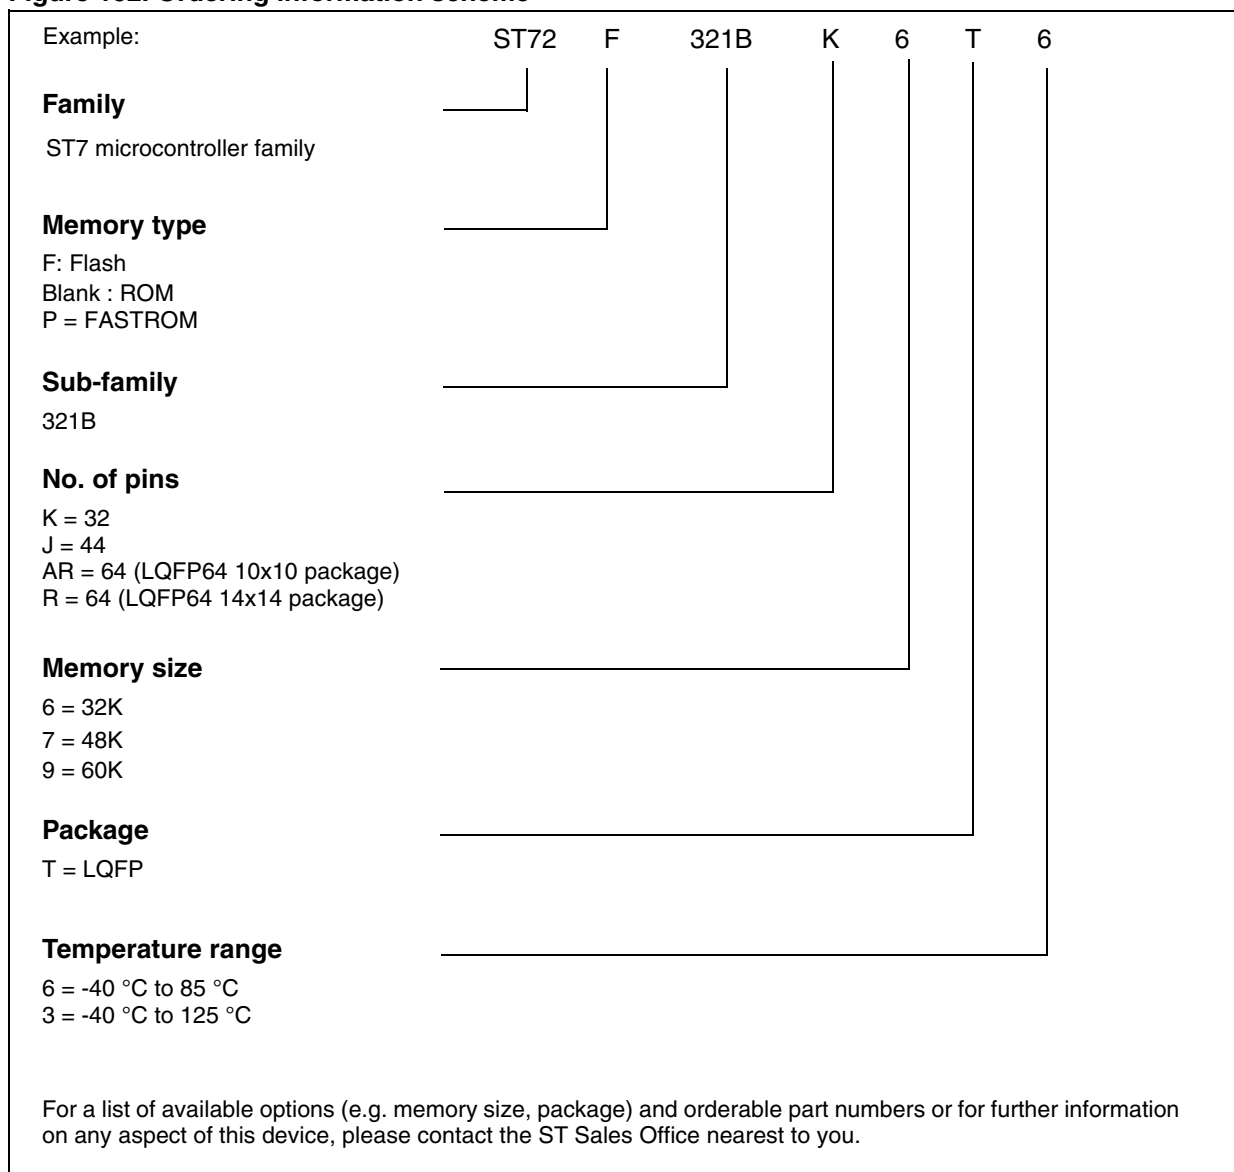 Example: ST72 F 321B K 6 T 6
Family
ST7 microcontroller family
Memory type
F: Flash
Blank : ROM
P = FASTROM
Sub-family
321B
No. of pins
K = 32
J = 44
AR = 64 (LQFP64 10x10 package)
R = 64 (LQFP64 14x14 package)
Memory size
6 = 32K
7 = 48K
9 = 60K
Package
T = LQFP
Temperature range
6 = -40 °C to 85 °C
3 = -40 °C to 125 °C
For a list of available options (e.g. memory size, package) and orderable part numbers or for further information
on any aspect of this device, please contact the ST Sales Office nearest to you.